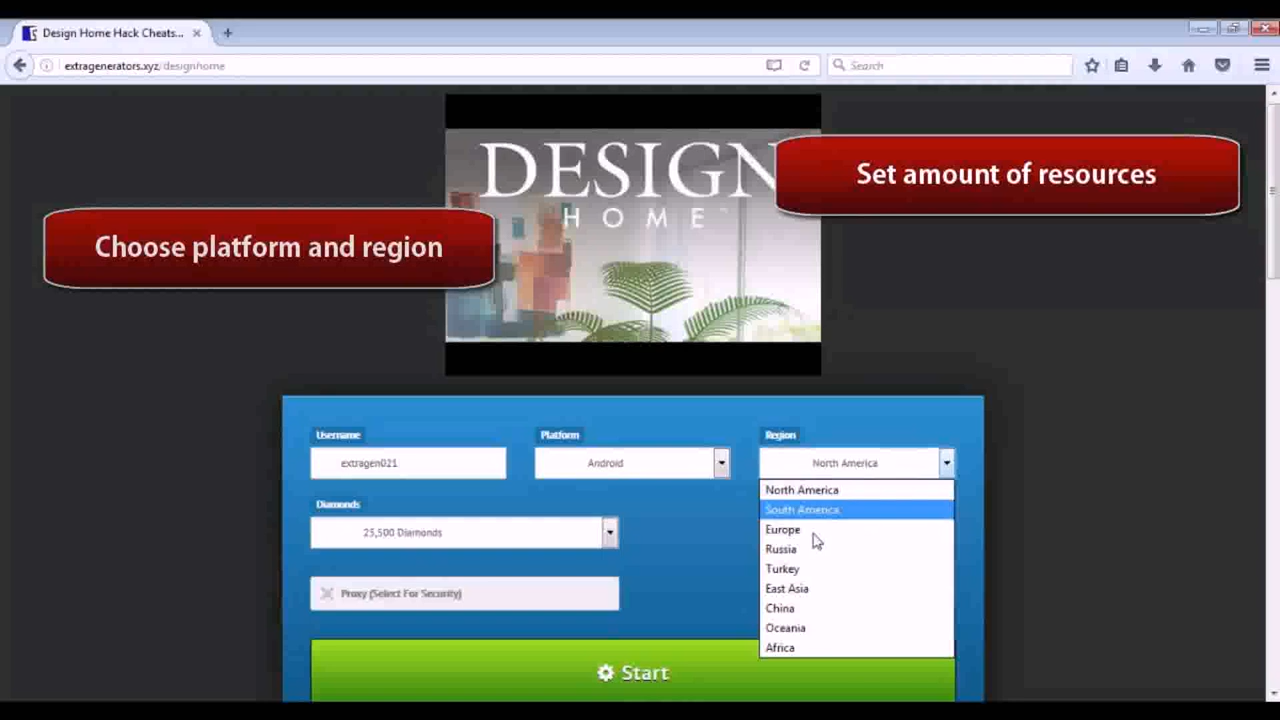 Design Home Hack Cheats...
extragenerators.xyz/designhome
Search
DESIGN
HOME
Set amount of resources
Choose platform and region
Username
Platform
Region
extragen021
Android
North America
Diamonds
25,500 Diamonds
North America
South America
Europe
Russia
Turkey
East Asia
China
Oceania
Africa
Proxy (Select For Security)
Start